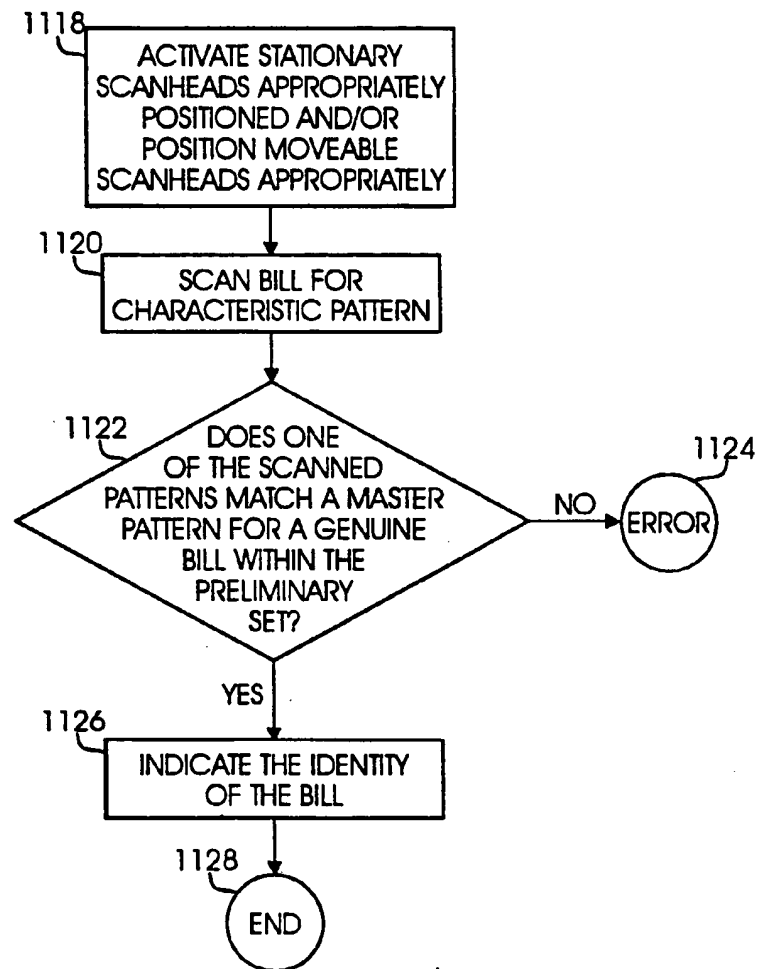 1118
ACTIVATE STATIONARY
SCANHEADS APPROPRIATELY
POSITIONED AND/OR
POSITION MOVEABLE
SCANHEADS APPROPRIATELY
1120
SCAN BILL FOR
CHARACTERISTIC PATTERN
1122
DOES ONE
OF THE SCANNED
PATTERNS MATCH A MASTER
PATTERN FOR A GENUINE
BILL WITHIN THE
PRELIMINARY
SET?
NO
1124
ERROR
YES
1126
INDICATE THE IDENTITY
OF THE BILL
1128
END